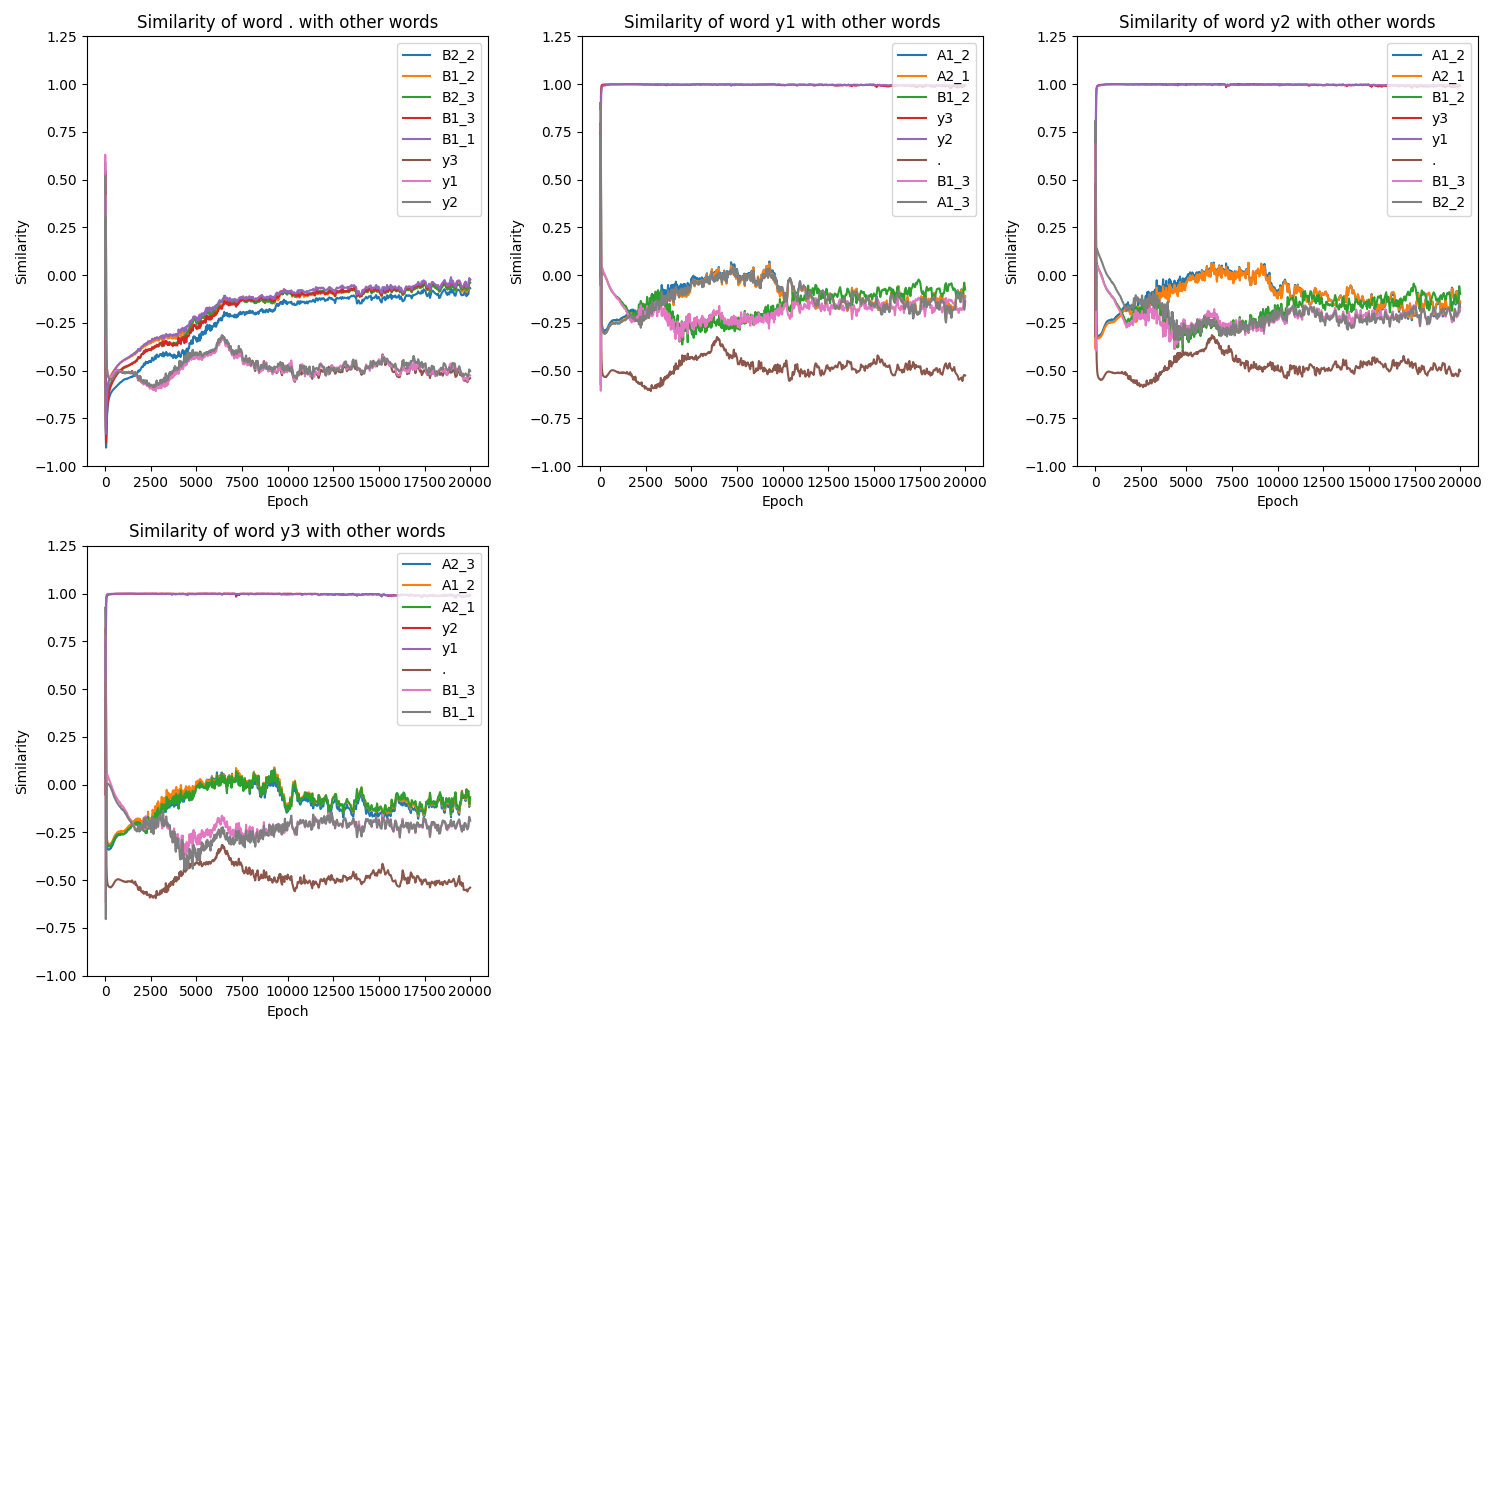 Similarity of word . with other words
1.25
1.00
0.75
0.50
0.25
0.00
−0.25
−0.50
−0.75
−1.00
Similarity
0 2500 5000 7500 10000 12500 15000 17500 20000
Epoch
B2_2
B1_2
B2_3
B1_3
B1_1
y3
y1
y2
Similarity of word y1 with other words
1.25
1.00
0.75
0.50
0.25
0.00
−0.25
−0.50
−0.75
−1.00
Similarity
0 2500 5000 7500 10000 12500 15000 17500 20000
Epoch
A1_2
A2_1
B1_2
y3
y2
.
B1_3
A1_3
Similarity of word y2 with other words
1.25
1.00
0.75
0.50
0.25
0.00
−0.25
−0.50
−0.75
−1.00
Similarity
0 2500 5000 7500 10000 12500 15000 17500 20000
Epoch
A1_2
A2_1
B1_2
y3
y1
.
B1_3
B2_2
Similarity of word y3 with other words
1.25
1.00
0.75
0.50
0.25
0.00
−0.25
−0.50
−0.75
−1.00
Similarity
0 2500 5000 7500 10000 12500 15000 17500 20000
Epoch
A2_3
A1_2
A2_1
y2
y1
.
B1_3
B1_1